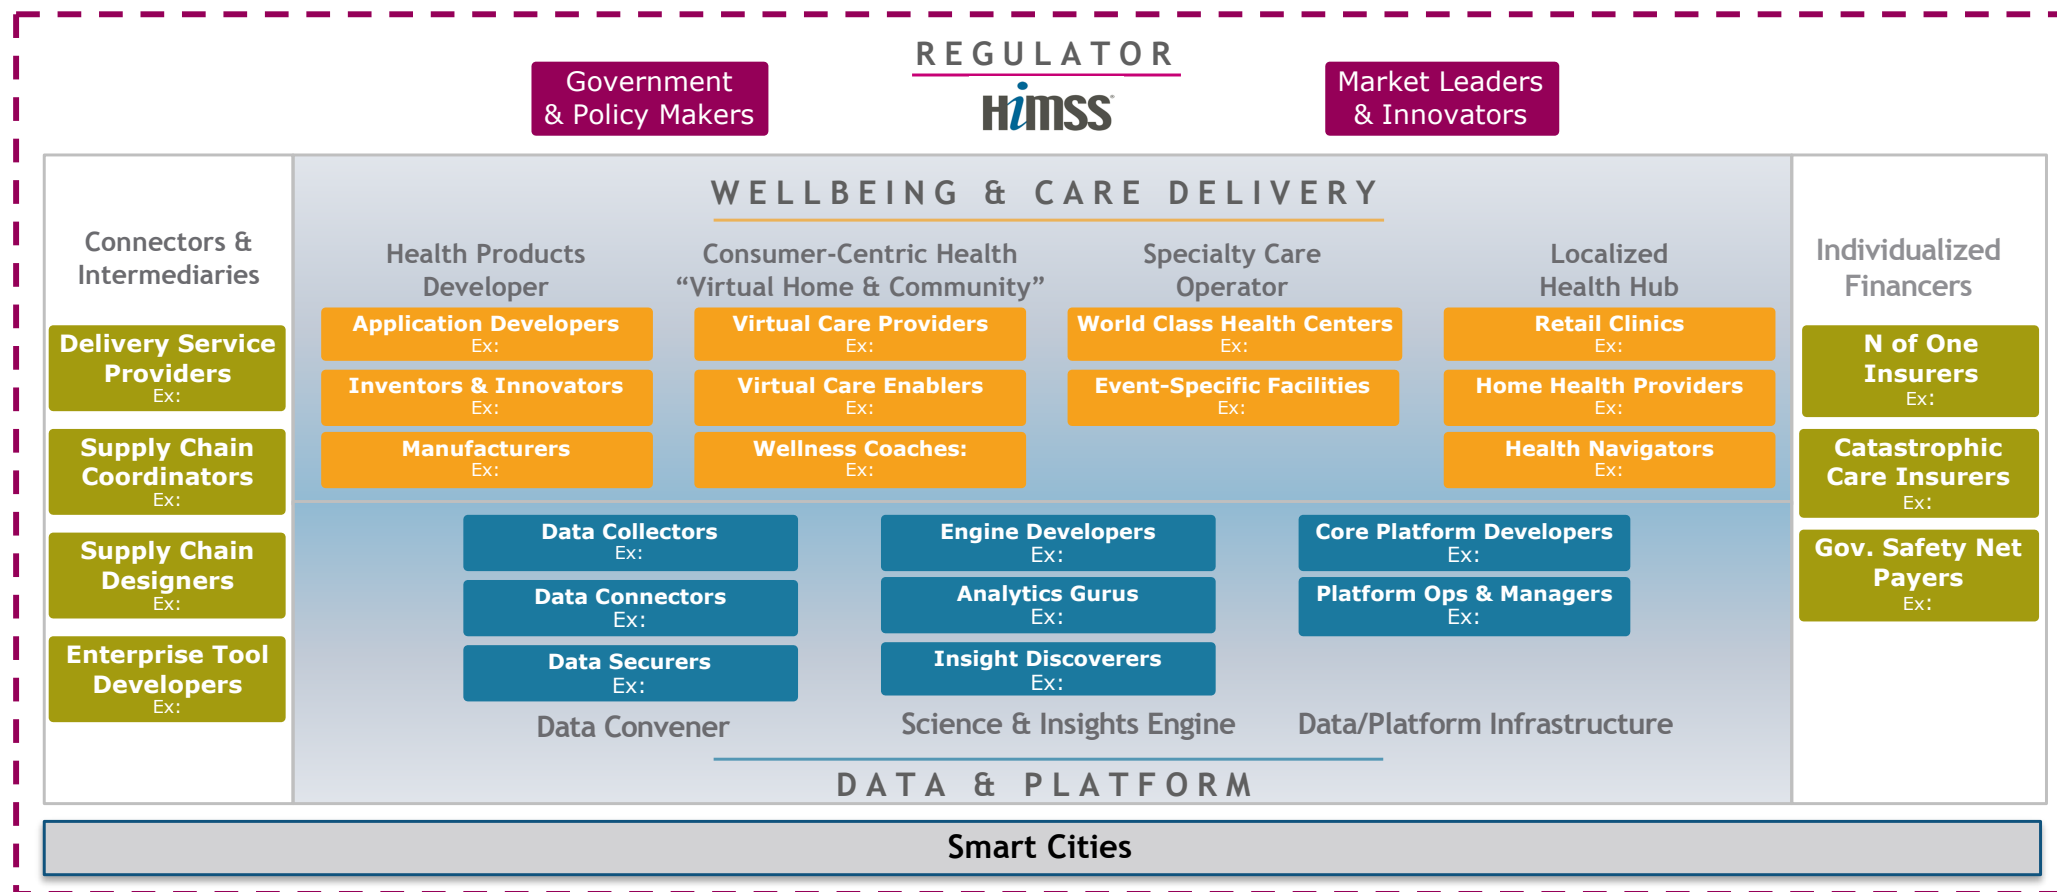 REGULATOR
Government
& Policy Makers
HiMSS
Market Leaders
& Innovators
Connectors &
Intermediaries
Delivery Service
Providers
Ex:
Supply Chain
Coordinators
Ex:
Supply Chain
Designers
Ex:
Enterprise Tool
Developers
Ex:
WELLBEING & CARE DELIVERY
Health Products
Developer
Application Developers
Ex:
Inventors & Innovators
Ex:
Manufacturers
Ex:
Consumer-Centric Health
“Virtual Home & Community”
Virtual Care Providers
Ex:
Virtual Care Enablers
Ex:
Wellness Coaches:
Ex:
Specialty Care
Operator
World Class Health Centers
Ex:
Event-Specific Facilities
Ex:
Localized
Health Hub
Retail Clinics
Ex:
Home Health Providers
Ex:
Health Navigators
Ex:
Data Collectors
Ex:
Data Connectors
Ex:
Data Securers
Ex:
Data Convener
Engine Developers
Ex:
Analytics Gurus
Ex:
Insight Discoverers
Ex:
Science & Insights Engine
Core Platform Developers
Ex:
Platform Ops & Managers
Ex:
Data/Platform Infrastructure
DATA & PLATFORM
Individualized
Financers
N of One
Insurers
Ex:
Catastrophic
Care Insurers
Ex:
Gov. Safety Net
Payers
Ex:
Smart Cities